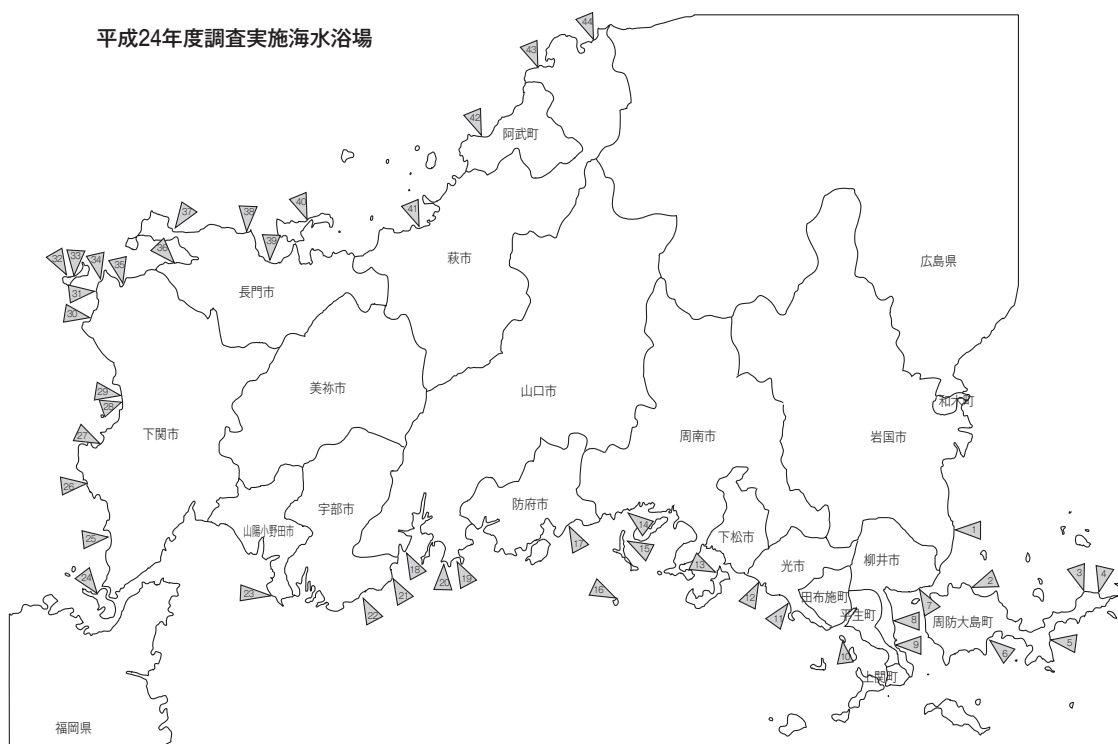 平成24年度調査実施海水浴場
44
43
42
阿武町
40
41
37
38
39
36
32
33
34
35
31
30
萩市
長門市
広島県
美祢市
山口市
和木町
29
28
下関市
27
周南市
岩国市
26
宇部市
防府市
山陽小野田市
25
14
15
17
下松市
柳井市
1
光市
13
24
23
18
20
19
21
22
16
12
11
田布施町
平生町
2
3
4
7
8
周防大島町
9
6
5
10
上関町
福岡県